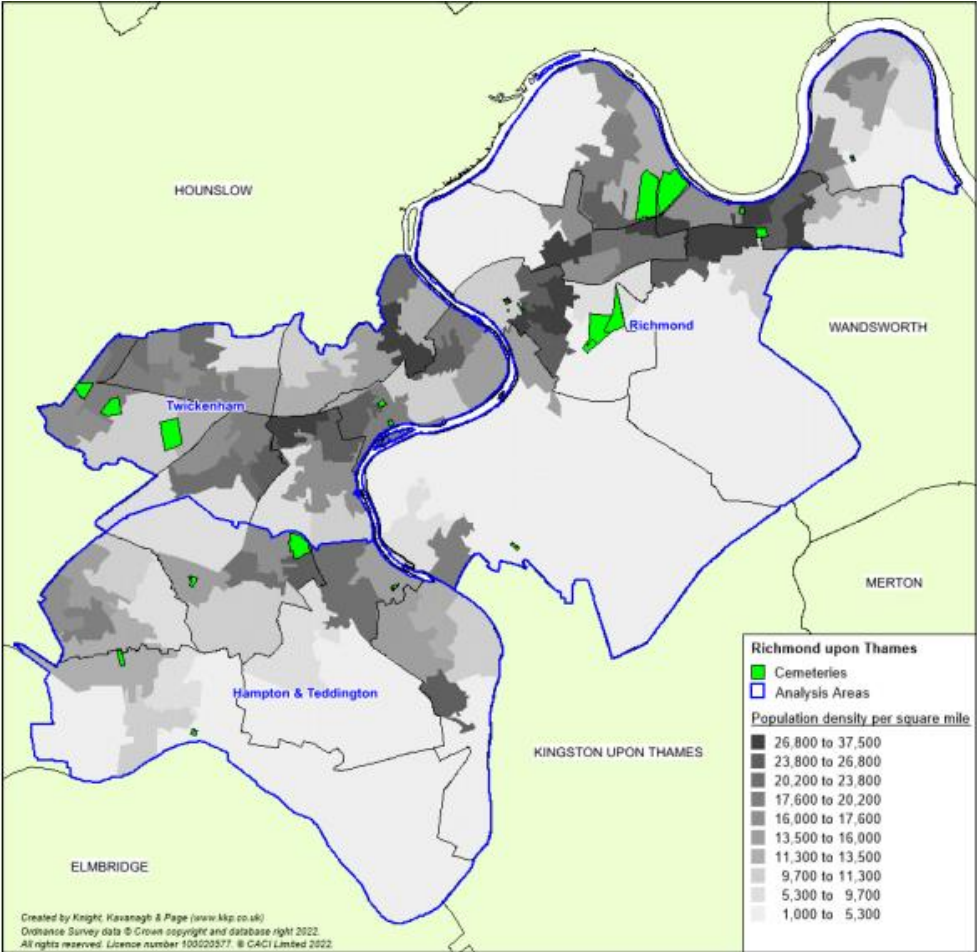 HOUNSLOW
WANDSWORTH
Richmond
Twickenham
MERTON
Hampton & Teddington
KINGSTON UPON THAMES
ELMBRIDGE
Richmond upon Thames
Cemeteries
Analysis Areas
Population density per square mile
26,800 to 37,500
23,800 to 26,800
20,200 to 23,800
17,600 to 20,200
16,000 to 17,600
13,500 to 16,000
11,300 to 13,500
9,700 to 11,300
5,300 to 9,700
1,000 to 5,300
Created by Knight, Kavanagh & Page (www.kkp.co.uk)
Ordnance Survey data © Crown copyright and database right 2022.
All rights reserved. Licence number 100020577. © CACI Limited 2022